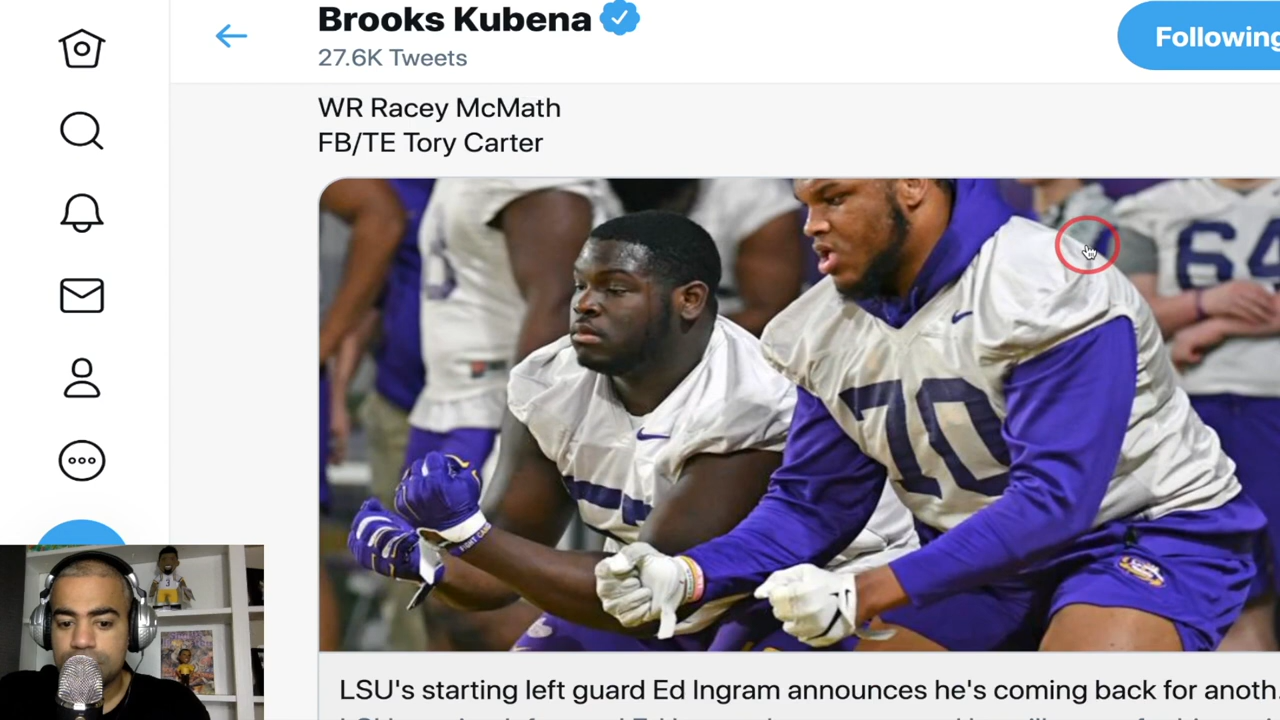 Brooks Kubena
27.6K Tweets
Following
WR Racey McMath
FB/TE Tory Carter
64
70
LSU's starting left guard Ed Ingram announces he's coming back for anoth